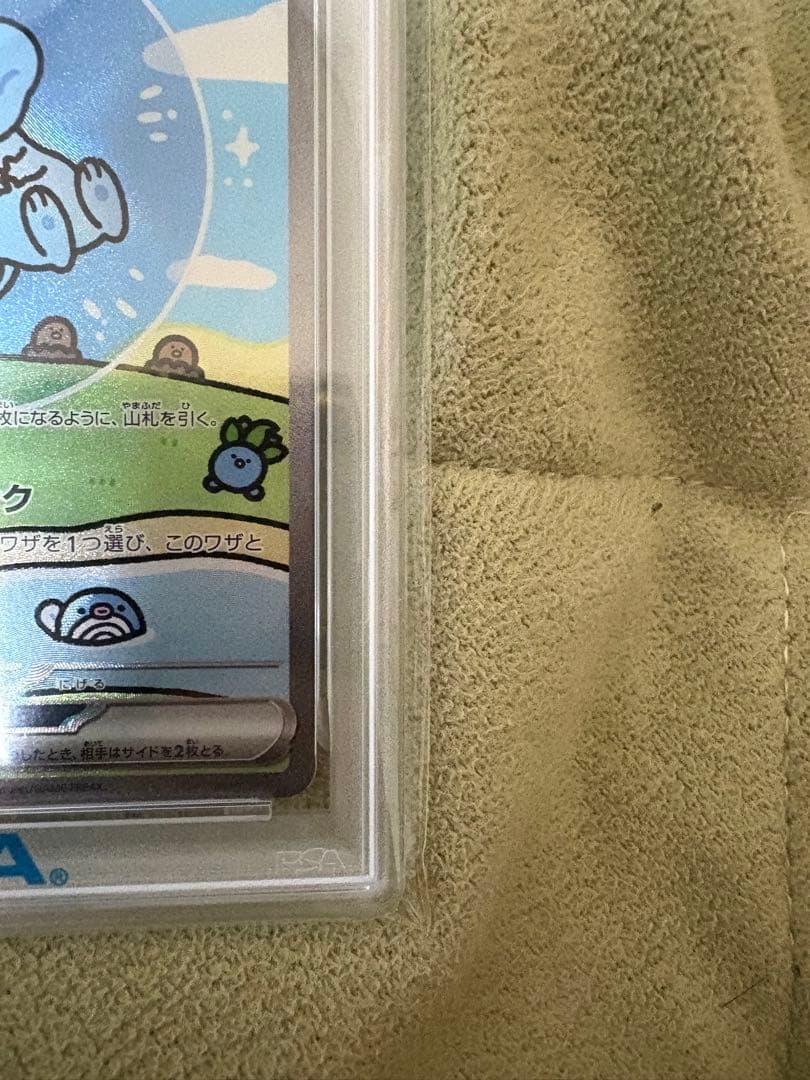 枚になるように、山札を引く。
ク
ワザを1つ選び、このワザと
にげる
したとき、相手はサイドを2枚とる
A®
PSA